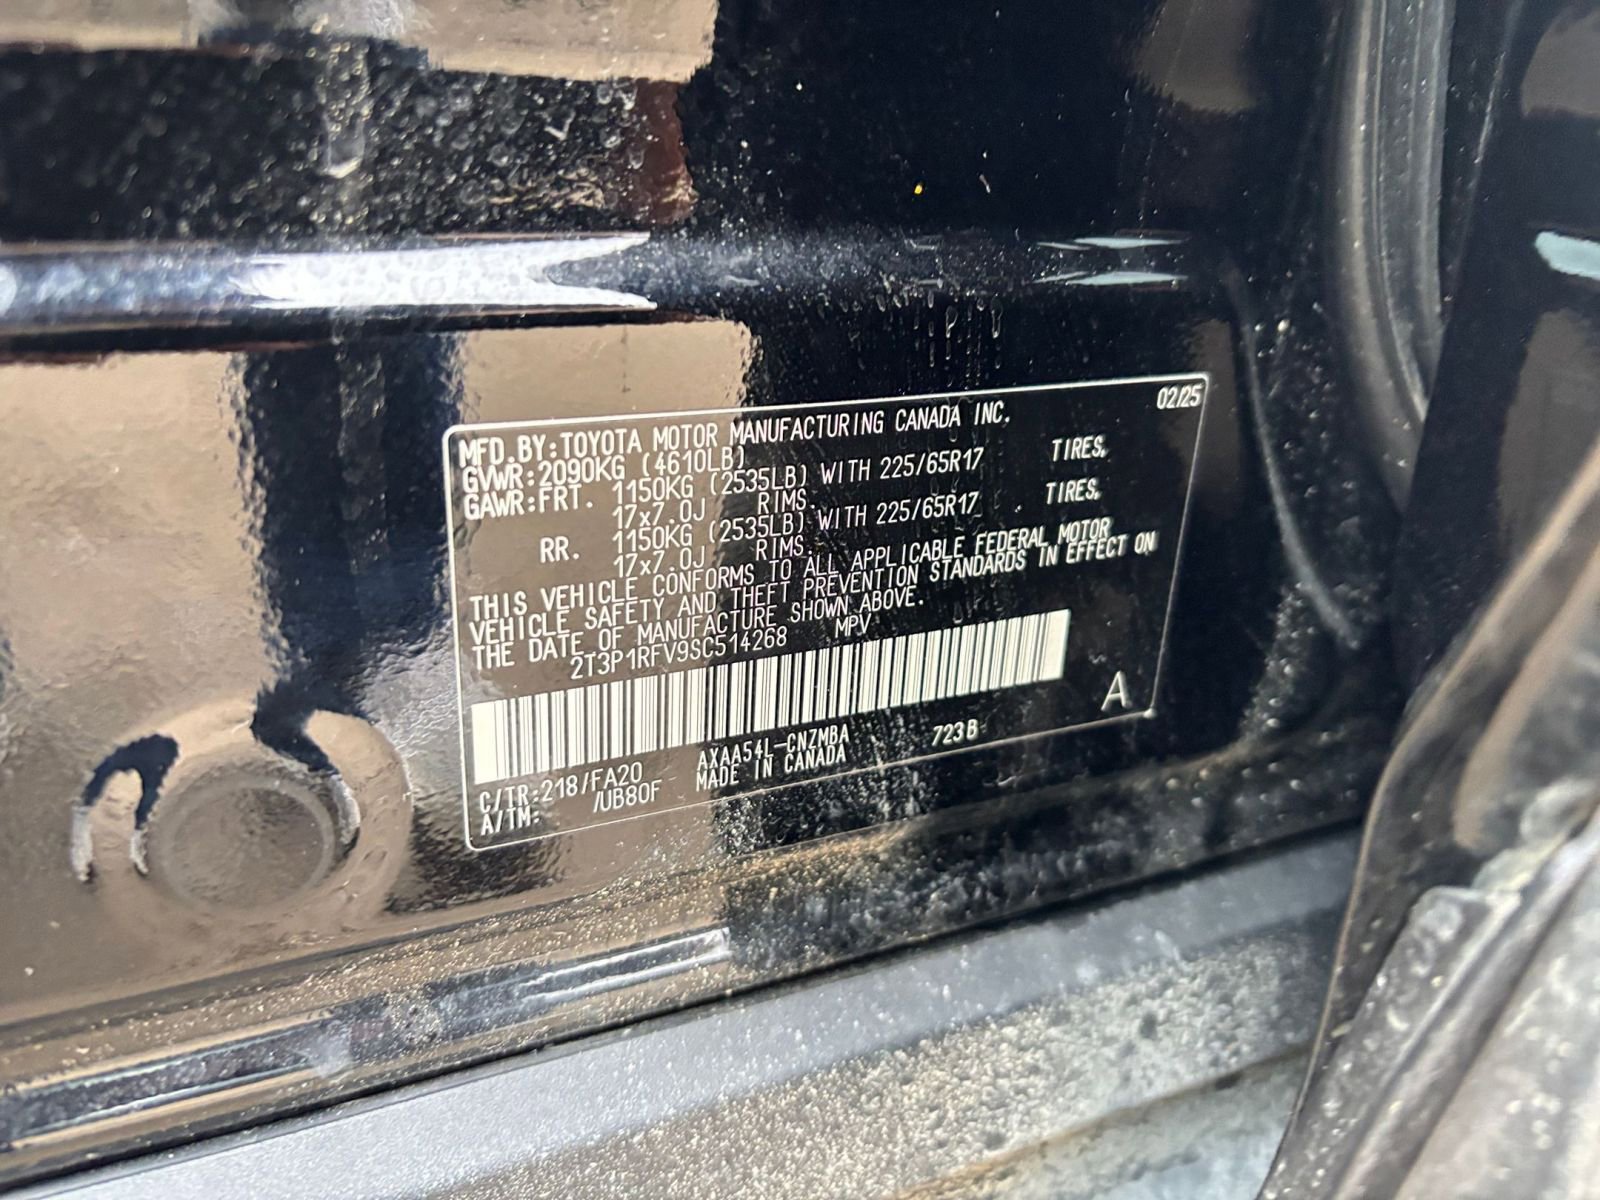 02/25
MFD.BY:TOYOTA MOTOR MANUFACTURING CANADA INC.
GVWR:2090KG (4610LB)
GAWR:FRT. 1150KG (2535LB) WITH 225/65R17 TIRES,
17x7.0J RIMS.
RR. 1150KG (2535LB) WITH 225/65R17 TIRES,
17x7.0J RIMS.
THIS VEHICLE CONFORMS TO ALL APPLICABLE FEDERAL MOTOR
VEHICLE SAFETY AND THEFT PREVENTION STANDARDS IN EFFECT ON
THE DATE OF MANUFACTURE SHOWN ABOVE.
2T3P1RFV9SC514268 MPV
A
C/TR:218/FA20 AXAA54L-CNZMBA 723B
A/TM: /UB80F MADE IN CANADA